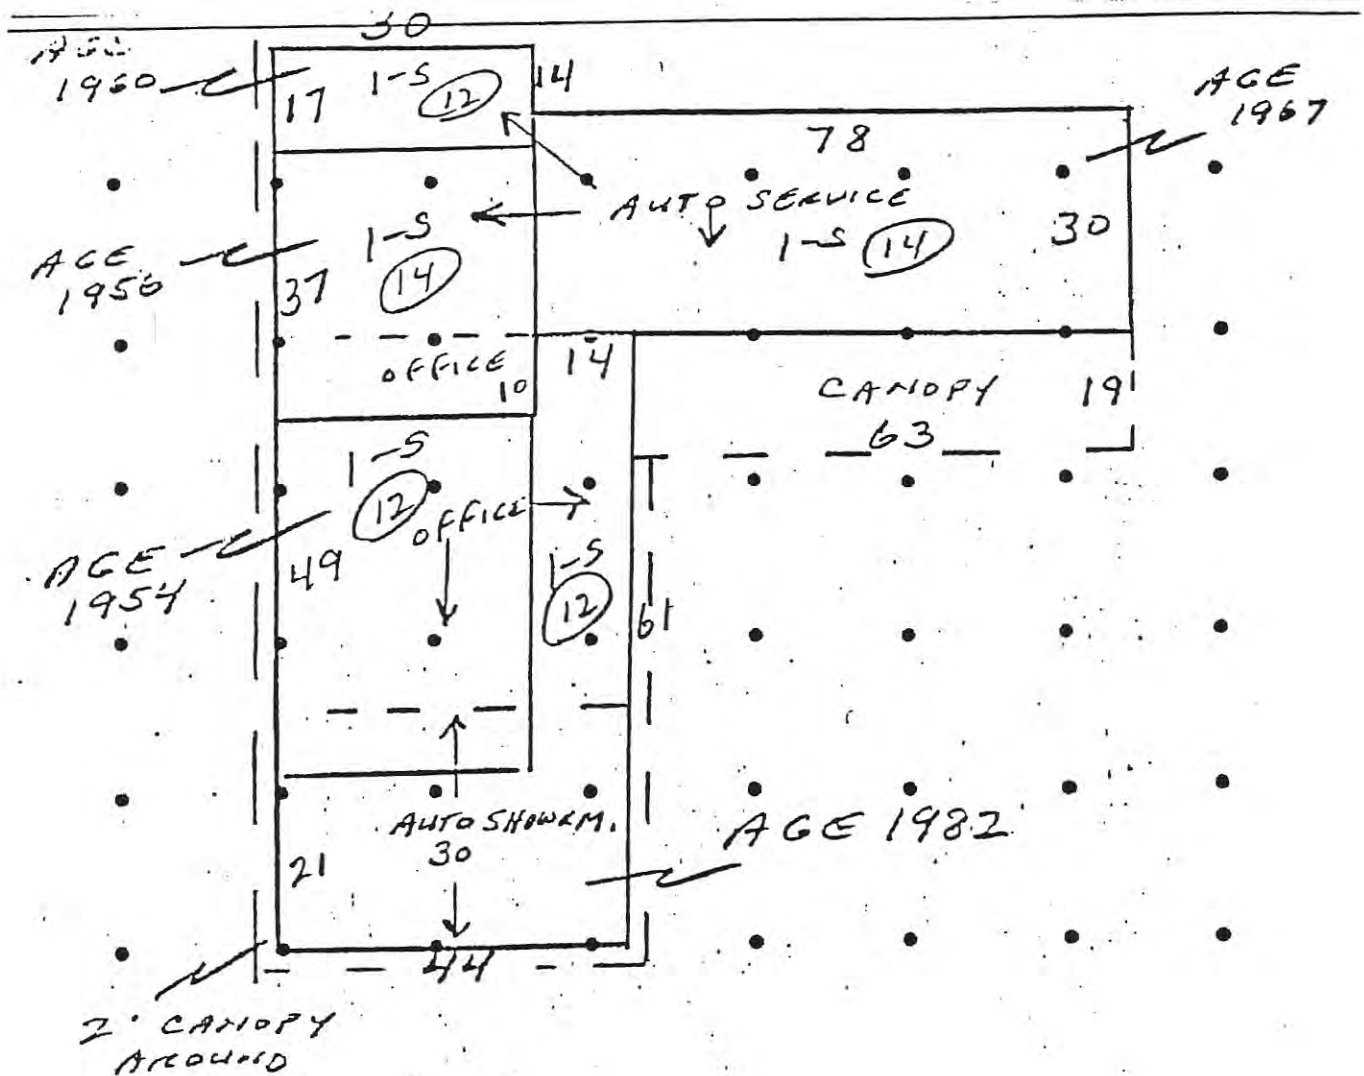 30
AGE
1960
17
1-S
12
14
AGE
1967
78
AUTO SERVICE
1-S 14
30
AGE
1956
37
1-S
14
OFFICE
10
14
CANOPY
19
63
1-S
12
OFFICE
AGE
1954
49
1-S
12
61
AUTO SHOWRM.
30
21
AGE 1982
44
2' CANOPY
AROUND